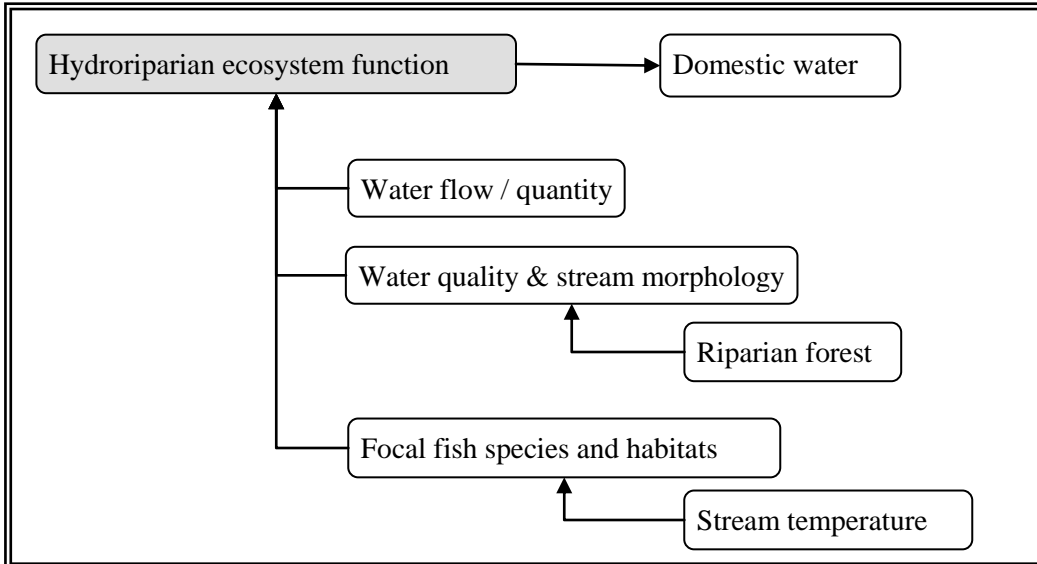 Hydroriparian ecosystem function
Domestic water
Water flow / quantity
Water quality & stream morphology
Riparian forest
Focal fish species and habitats
Stream temperature